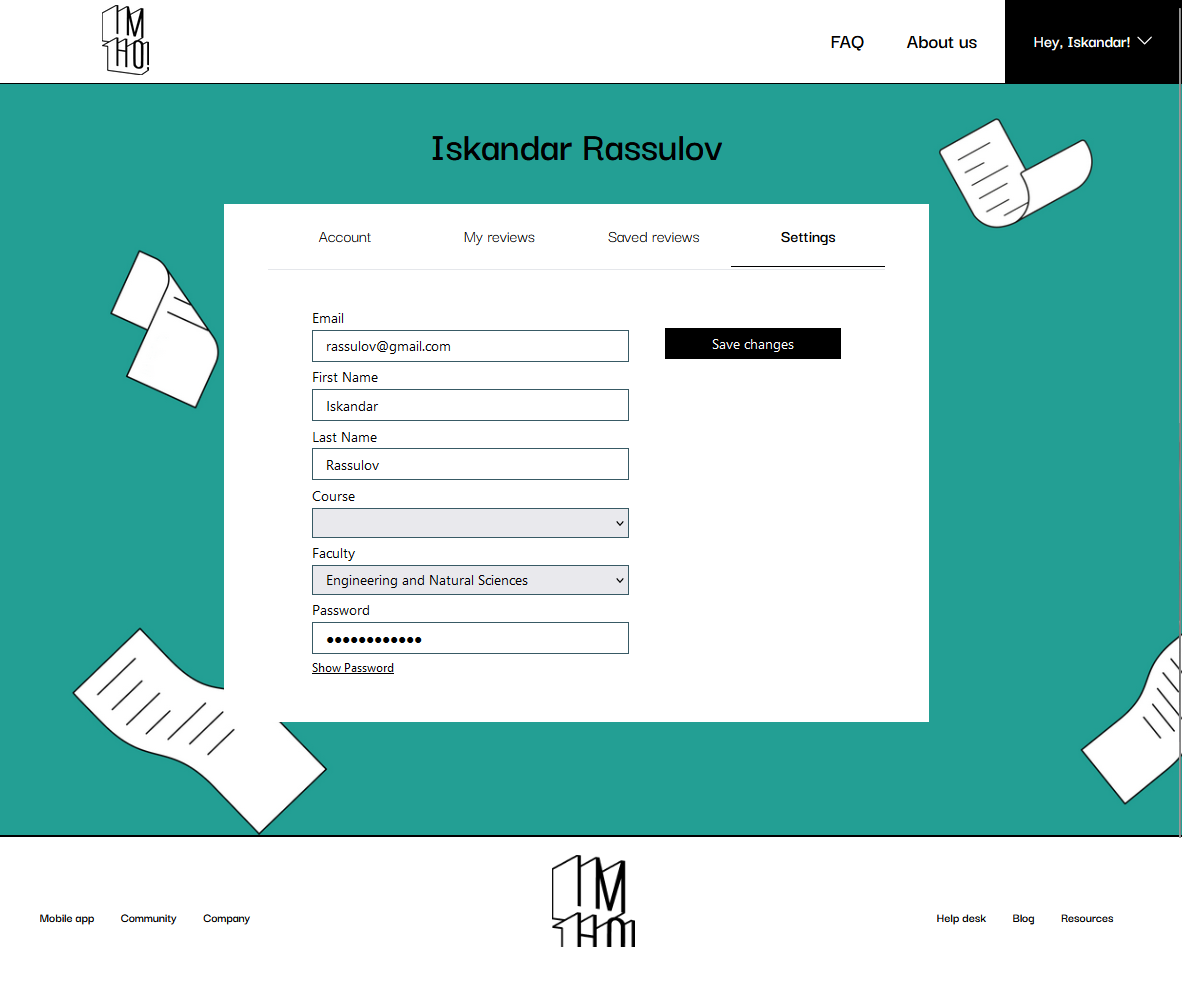 IM
HO!
FAQ
About us
Hey, Iskandar!
Iskandar Rassulov
Account
My reviews
Saved reviews
Settings
Email
rassulov@gmail.com
Save changes
First Name
Iskandar
Last Name
Rassulov
Course
Faculty
Engineering and Natural Sciences
Password
●●●●●●●●●●●●
Show Password
IM
HO!
Mobile app
Community
Company
Help desk
Blog
Resources